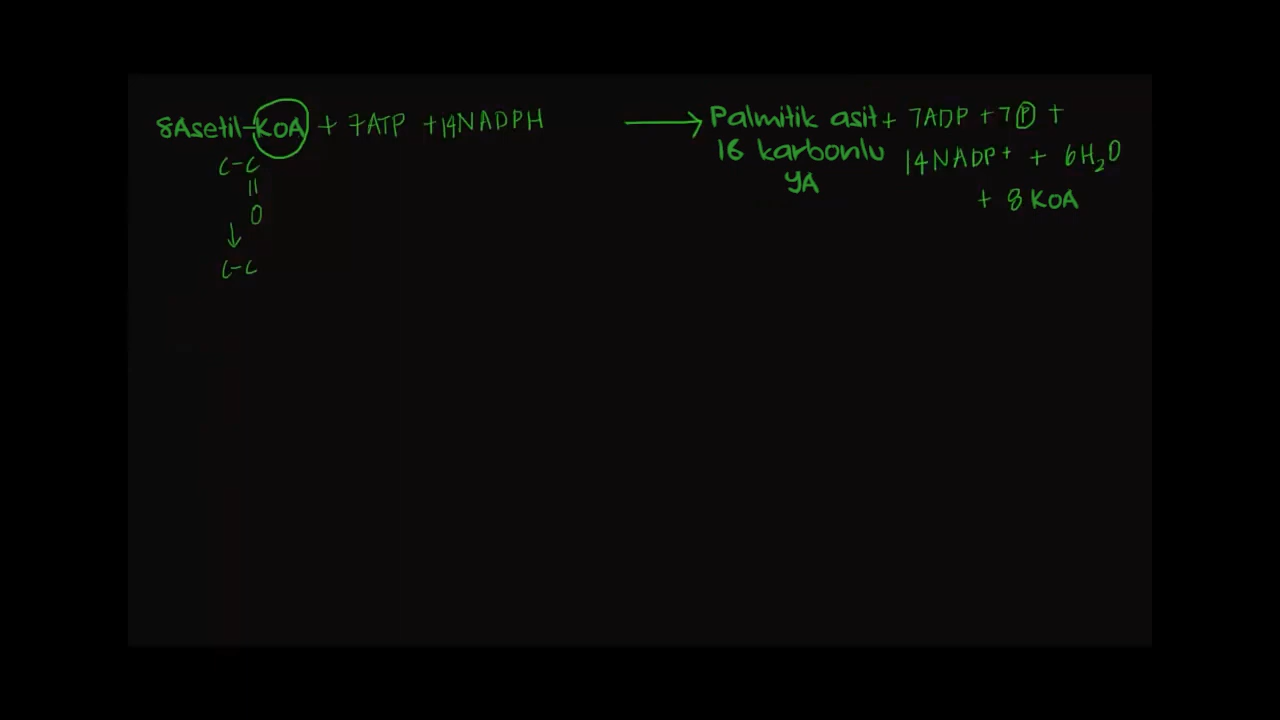 8Asetil-KOA + 7ATP +14NADPH → Palmitik asit + 7ADP + 7P +
16 karbonlu 14NADP⁺ + 6H₂O
YA + 8 KOA
C-C
||
O
↓
C-C